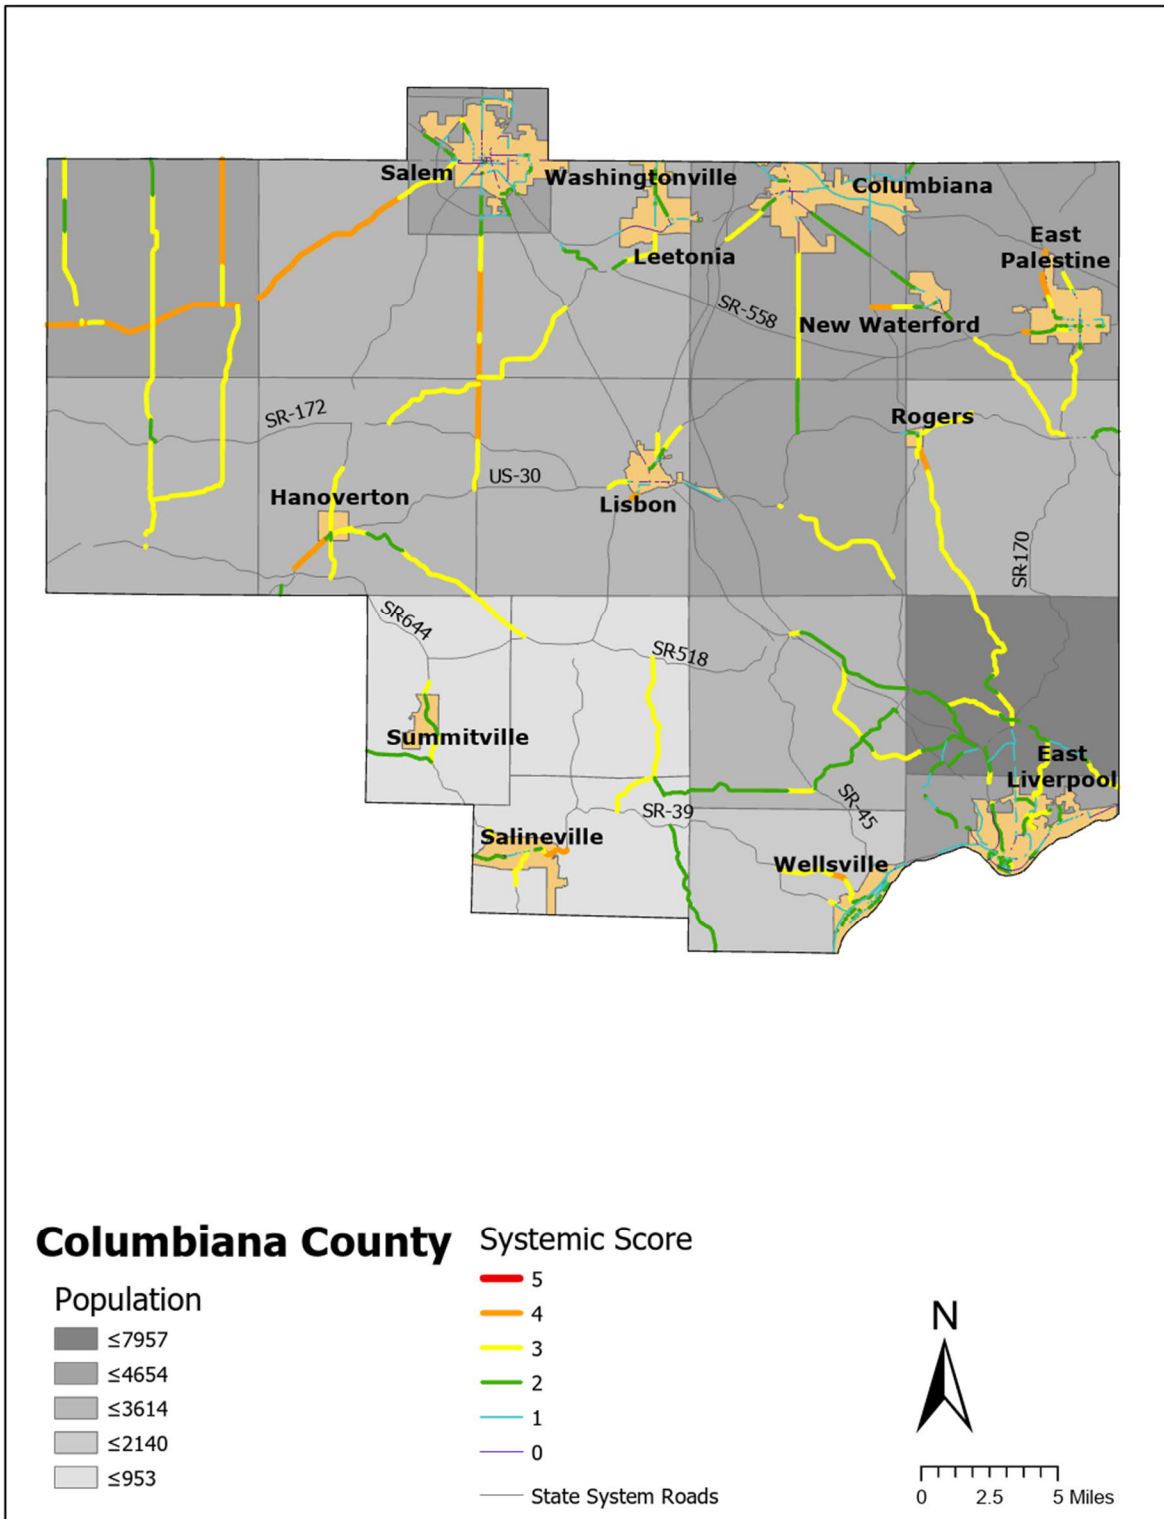 Salem
Washingtonville
Columbiana
East
Palestine
Leetonia
SR-558
New Waterford
SR-172
Rogers
US-30
Hanoverton
Lisbon
SR170
SR644
SR518
Summitville
East
Liverpool
SR-39
SR-45
Salineville
Wellsville
Columbiana County
Population
≤7957
≤4654
≤3614
≤2140
≤953
Systemic Score
5
4
3
2
1
0
State System Roads
N
0 2.5 5 Miles